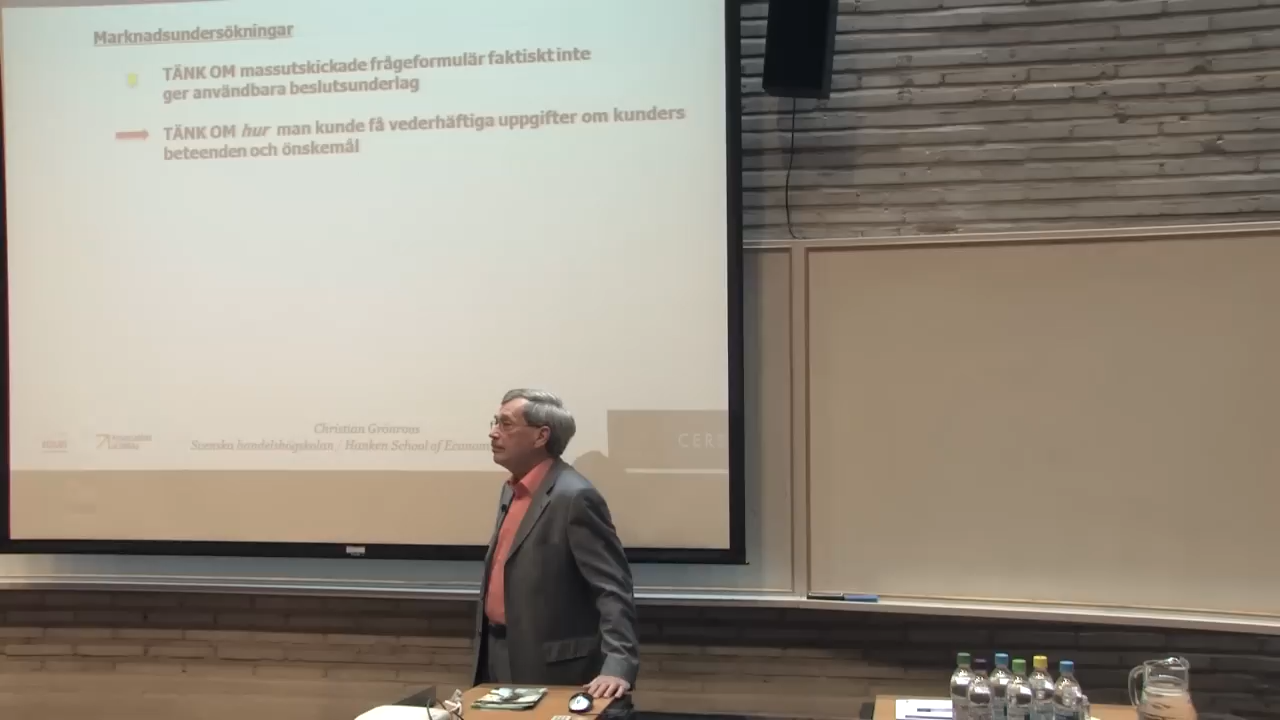 Marknadsundersökningar
TÄNK OM massutskickade frågeformulär faktiskt inte
ger användbara beslutsunderlag
TÄNK OM hur man kunde få vederhäftiga uppgifter om kunders
beteenden och önskemål
Christian Grönroos
Svenska handelshögskolan / Hanken School of Econom
CERS